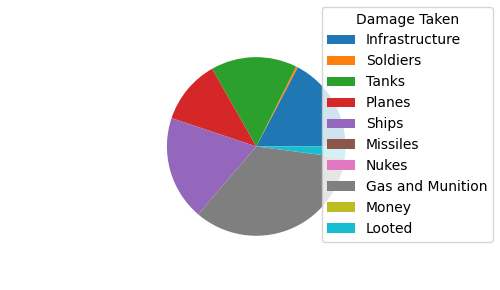 Damage Taken
Infrastructure
Soldiers
Tanks
Planes
Ships
Missiles
Nukes
Gas and Munition
Money
Looted